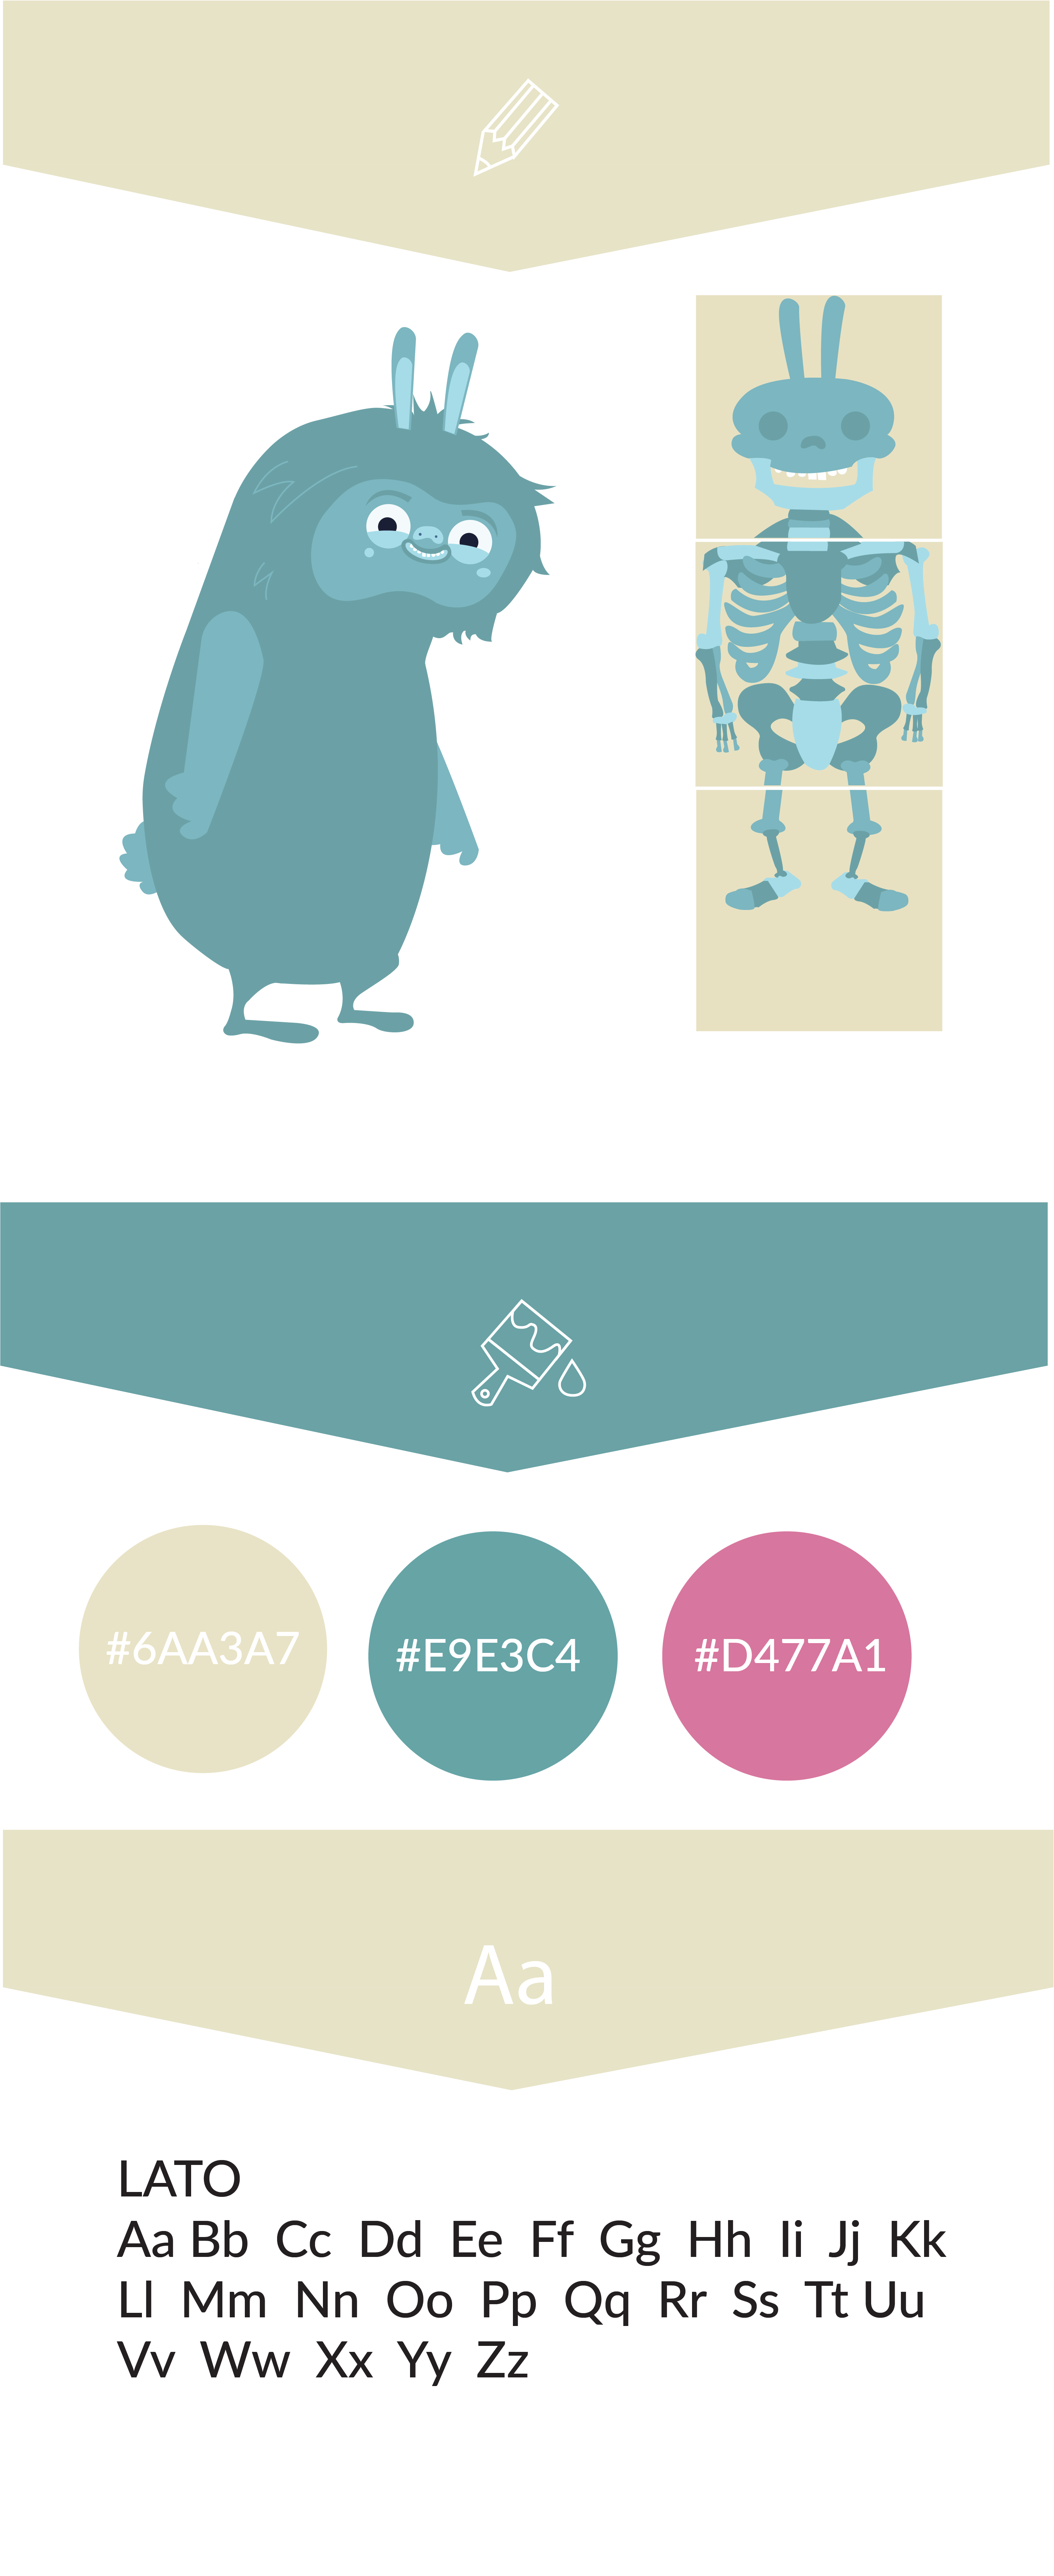 #6AA3A7
#E9E3C4
#D477A1
Aa
LATO
Aa Bb Cc Dd Ee Ff Gg Hh Ii Jj Kk
Ll Mm Nn Oo Pp Qq Rr Ss Tt Uu
Vv Ww Xx Yy Zz